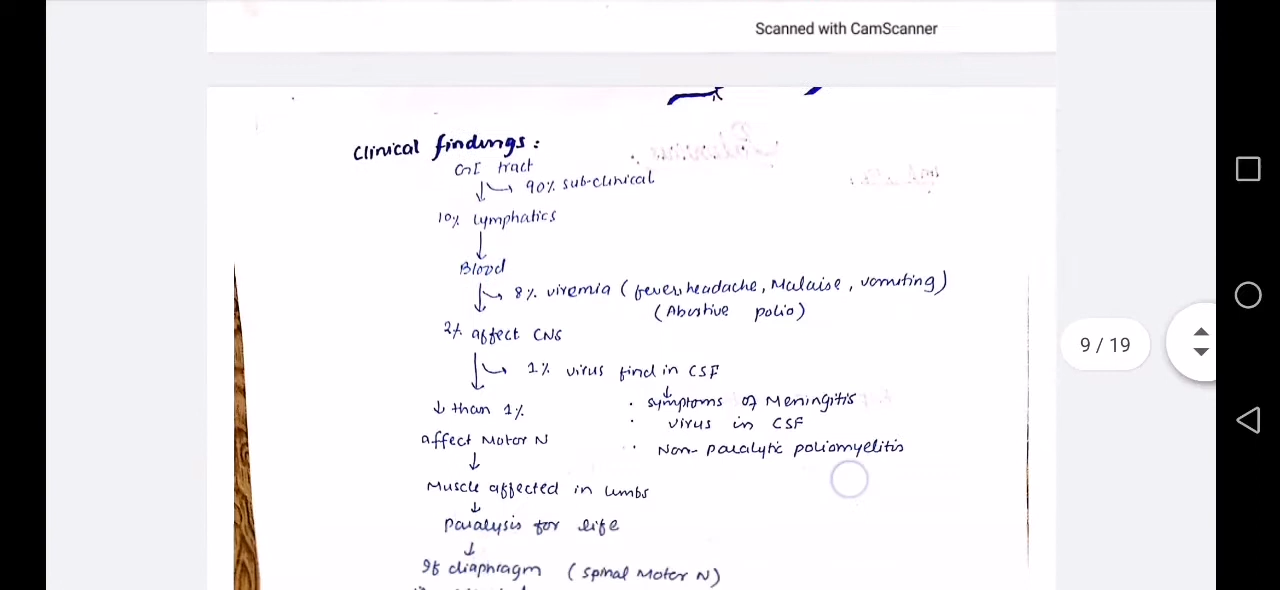 Scanned with CamScanner
Clinical findings :
GI tract
↓ → 90% sub-clinical
10% Lymphatics
↓
Blood
↓ → 8% viremia ( fever, headache, Malaise, vomiting )
(Abortive polio)
2% affect CNS
↓ → 1% virus find in CSF
↓
↓ than 1%
· symptoms of Meningitis
· virus in CSF
affect Motor N
· Non-paralytic poliomyelitis
↓
Muscle affected in limbs
↓
paralysis for life
↓
If diaphragm ( spinal Motor N)
9 / 19